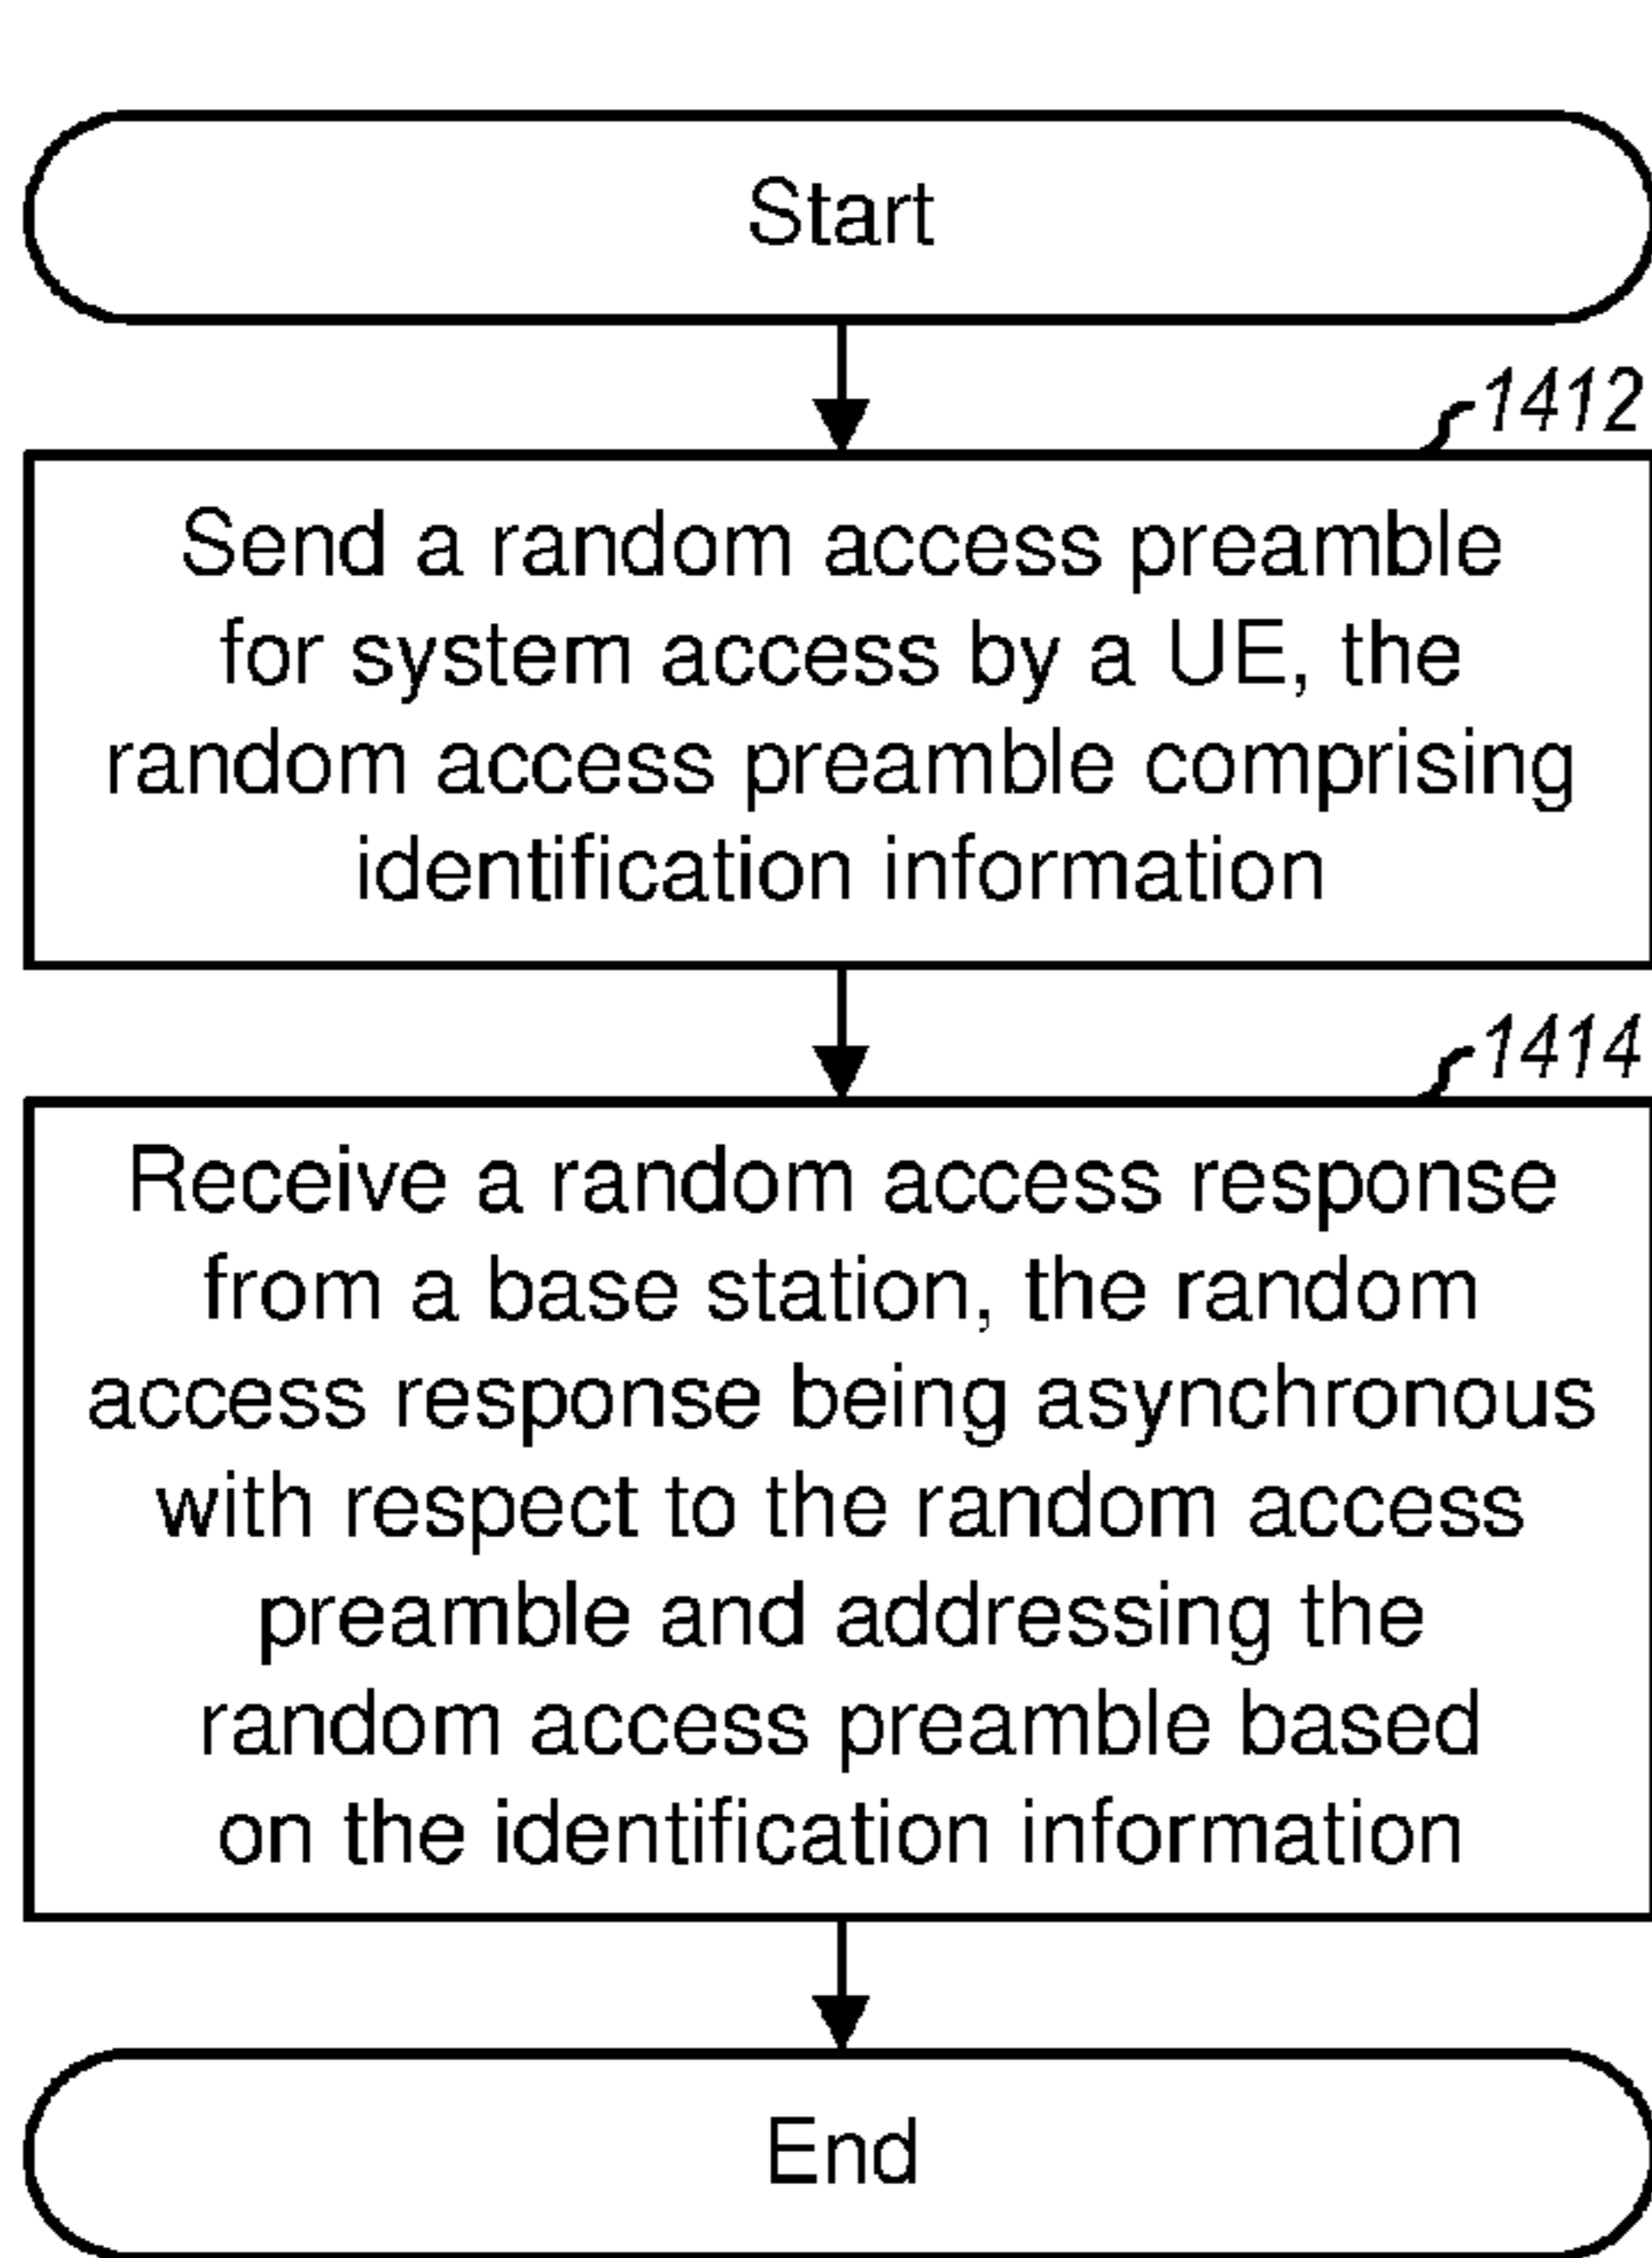 Start
1412
Send a random access preamble
for system access by a UE, the
random access preamble comprising
identification information
1414
Receive a random access response
from a base station, the random
access response being asynchronous
with respect to the random access
preamble and addressing the
random access preamble based
on the identification information
End